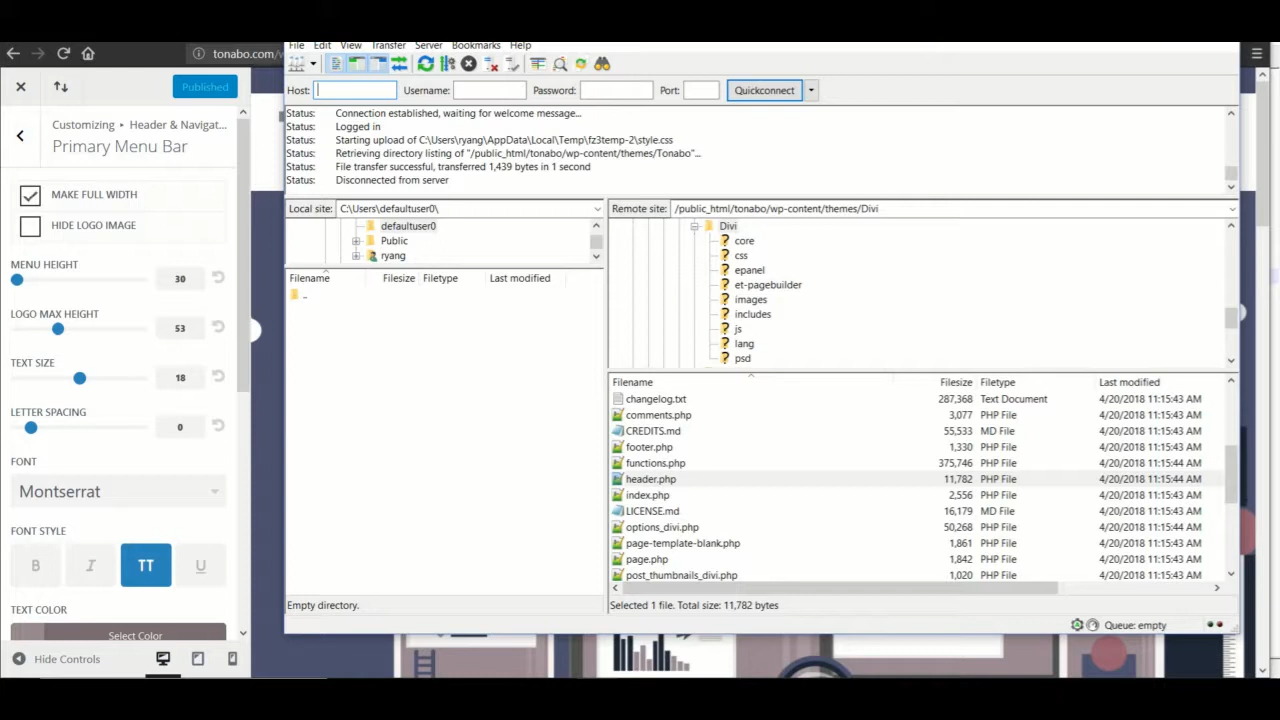 tonabo.com/
Published
Customizing ▸ Header & Navigat...
Primary Menu Bar
MAKE FULL WIDTH
HIDE LOGO IMAGE
MENU HEIGHT
30
LOGO MAX HEIGHT
53
TEXT SIZE
18
LETTER SPACING
0
FONT
Montserrat
FONT STYLE
B I TT U
TEXT COLOR
Select Color
Hide Controls
File Edit View Transfer Server Bookmarks Help
Host: Username: Password: Port: Quickconnect
Status: Connection established, waiting for welcome message...
Status: Logged in
Status: Starting upload of C:\Users\ryang\AppData\Local\Temp\fz3temp-2\style.css
Status: Retrieving directory listing of "/public_html/tonabo/wp-content/themes/Tonabo"...
Status: File transfer successful, transferred 1,439 bytes in 1 second
Status: Disconnected from server
Local site: C:\Users\defaultuser0\
defaultuser0
Public
ryang
Filename Filesize Filetype Last modified
..
Empty directory.
Remote site: /public_html/tonabo/wp-content/themes/Divi
Divi
core
css
epanel
et-pagebuilder
images
includes
js
lang
psd
Filename Filesize Filetype Last modified
changelog.txt 287,368 Text Document 4/20/2018 11:15:43 AM
comments.php 3,077 PHP File 4/20/2018 11:15:43 AM
CREDITS.md 55,533 MD File 4/20/2018 11:15:43 AM
footer.php 1,330 PHP File 4/20/2018 11:15:44 AM
functions.php 375,746 PHP File 4/20/2018 11:15:44 AM
header.php 11,782 PHP File 4/20/2018 11:15:44 AM
index.php 2,556 PHP File 4/20/2018 11:15:43 AM
LICENSE.md 16,179 MD File 4/20/2018 11:15:43 AM
options_divi.php 50,268 PHP File 4/20/2018 11:15:44 AM
page-template-blank.php 1,861 PHP File 4/20/2018 11:15:43 AM
page.php 1,842 PHP File 4/20/2018 11:15:43 AM
post_thumbnails_divi.php 1,020 PHP File 4/20/2018 11:15:43 AM
Selected 1 file. Total size: 11,782 bytes
Queue: empty